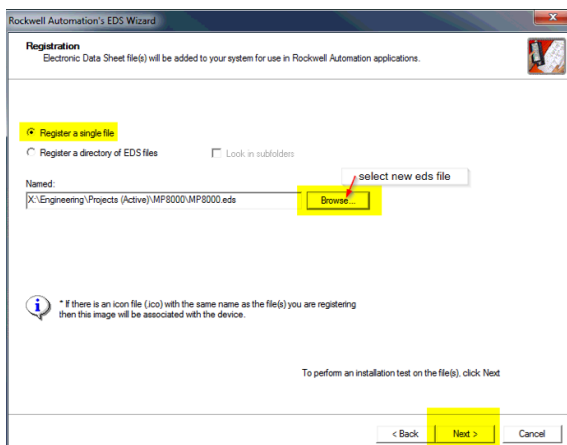 Rockwell Automation's EDS Wizard
Registration
Electronic Data Sheet file(s) will be added to your system for use in Rockwell Automation applications.
Register a single file
Register a directory of EDS files
Look in subfolders
select new eds file
Named:
X:\Engineering\Projects (Active)\MP8000\MP8000.eds
Browse...
* If there is an icon file (.ico) with the same name as the file(s) you are registering
then this image will be associated with the device.
To perform an installation test on the file(s), click Next
< Back
Next >
Cancel